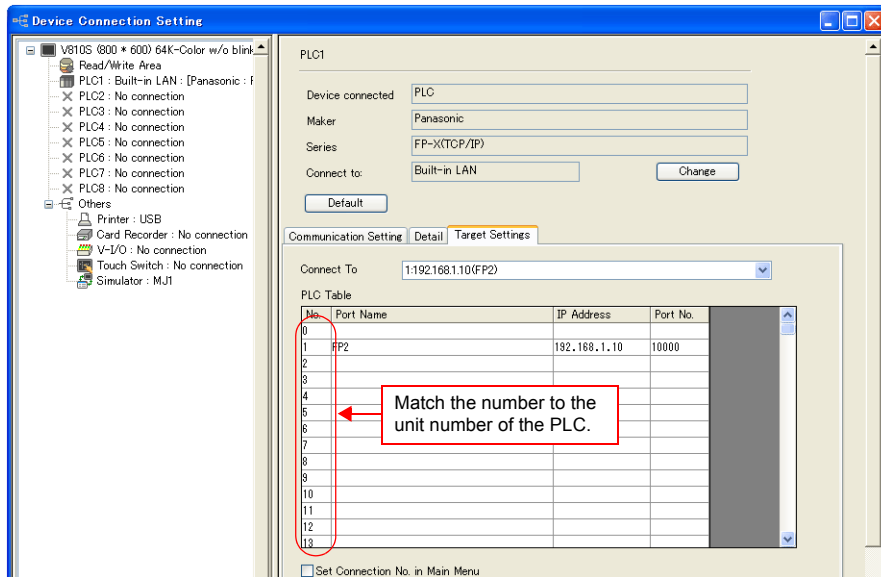 Device Connection Setting
V810S (800 * 600) 64K-Color w/o blink
Read/Write Area
PLC1 : Built-in LAN : [Panasonic : F
PLC2 : No connection
PLC3 : No connection
PLC4 : No connection
PLC5 : No connection
PLC6 : No connection
PLC7 : No connection
PLC8 : No connection
Others
Printer : USB
Card Recorder : No connection
V-I/O : No connection
Touch Switch : No connection
Simulator : MJ1
PLC1
Device connected PLC
Maker Panasonic
Series FP-X(TCP/IP)
Connect to: Built-in LAN Change
Default
Communication Setting Detail Target Settings
Connect To 1:192.168.1.10(FP2)
PLC Table
No. Port Name IP Address Port No.
0
1 FP2 192.168.1.10 10000
2
3
4
5
6
7
8
9
10
11
12
13
Match the number to the
unit number of the PLC.
Set Connection No. in Main Menu